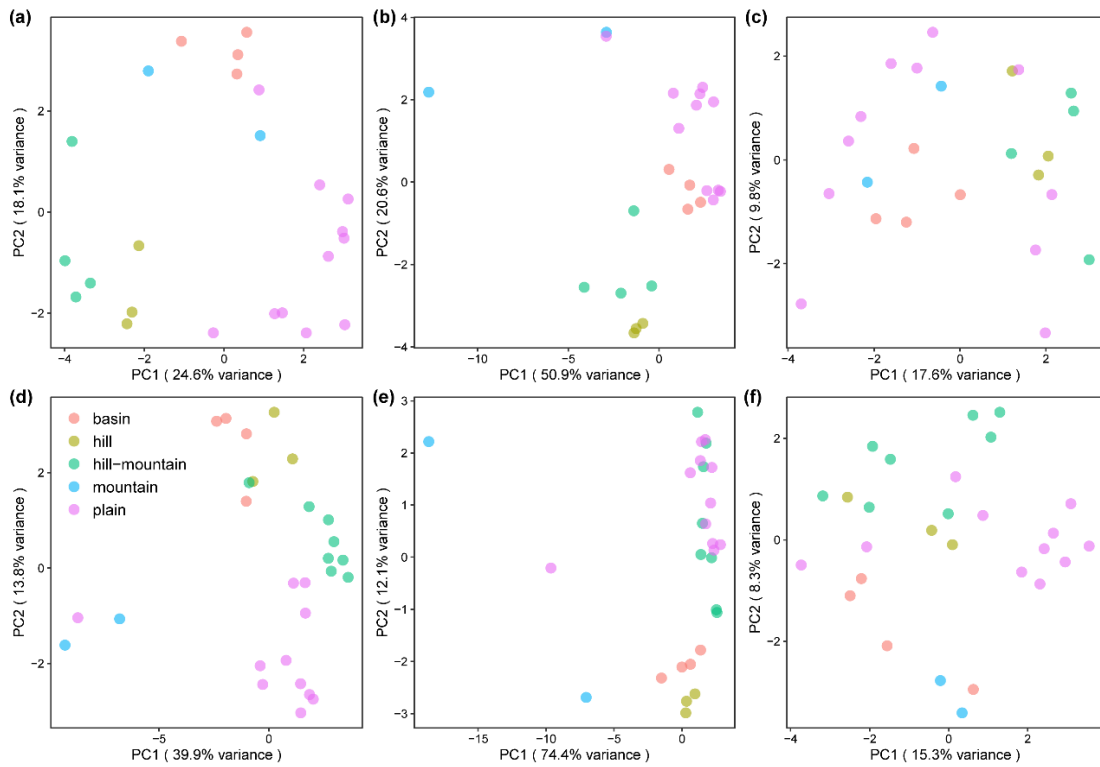 (a)
2
0
−2
−4
−2
0
2
PC2 ( 18.1% variance )
PC1 ( 24.6% variance )
(b)
4
2
0
−2
−4
−10
−5
0
PC2 ( 20.6% variance )
PC1 ( 50.9% variance )
(c)
2
0
−2
−4
−2
0
2
PC2 ( 9.8% variance )
PC1 ( 17.6% variance )
(d)
basin
hill
hill−mountain
mountain
plain
2
0
−2
−5
0
PC2 ( 13.8% variance )
PC1 ( 39.9% variance )
(e)
3
2
1
0
−1
−2
−3
−15
−10
−5
0
PC2 ( 12.1% variance )
PC1 ( 74.4% variance )
(f)
2
0
−2
−4
−2
0
2
PC2 ( 8.3% variance )
PC1 ( 15.3% variance )